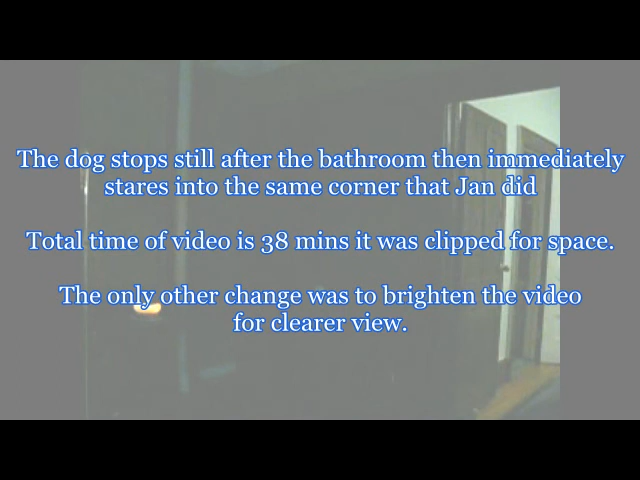 The dog stops still after the bathroom then immediately
stares into the same corner that Jan did
Total time of video is 38 mins it was clipped for space.
The only other change was to brighten the video
for clearer view.